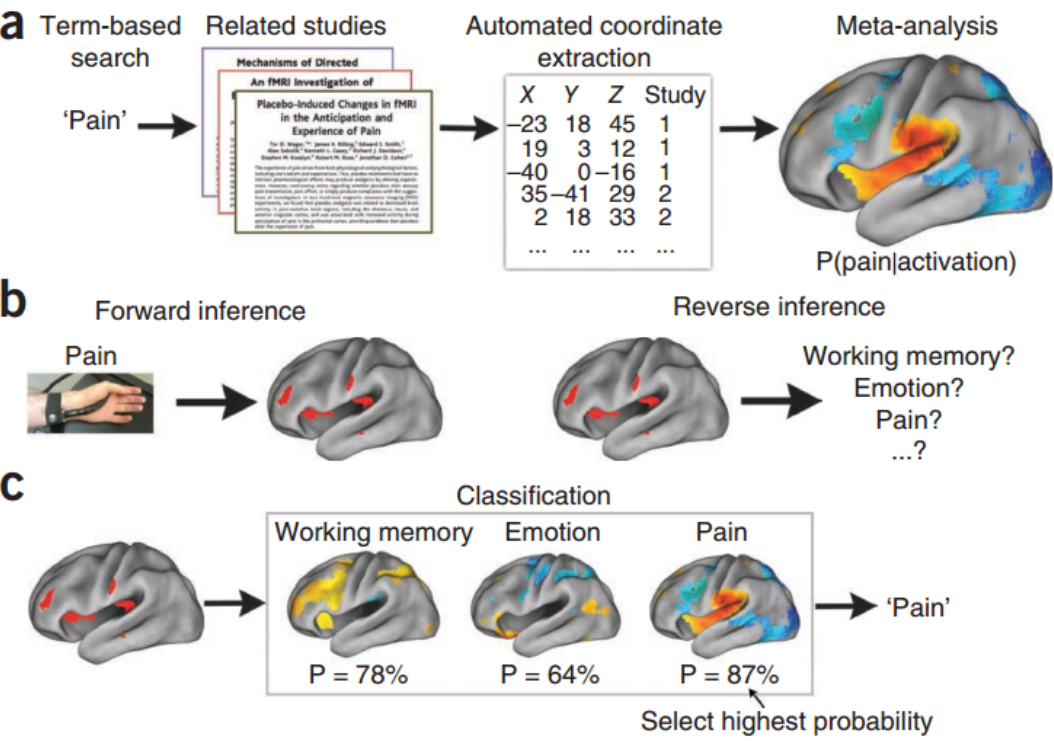 a
Term-based
search
'Pain'
Related studies
Mechanisms of Directed
An fMRI Investigation of
Placebo-Induced Changes in fMRI
in the Anticipation and
Experience of Pain
Automated coordinate
extraction
X Y Z Study
–23 18 45 1
19 3 12 1
–40 0 –16 1
35 –41 29 2
2 18 33 2
... ... ... ...
Meta-analysis
P(pain|activation)
b
Forward inference
Pain
Reverse inference
Working memory?
Emotion?
Pain?
...?
c
Classification
Working memory
P = 78%
Emotion
P = 64%
Pain
P = 87%
Select highest probability
'Pain'